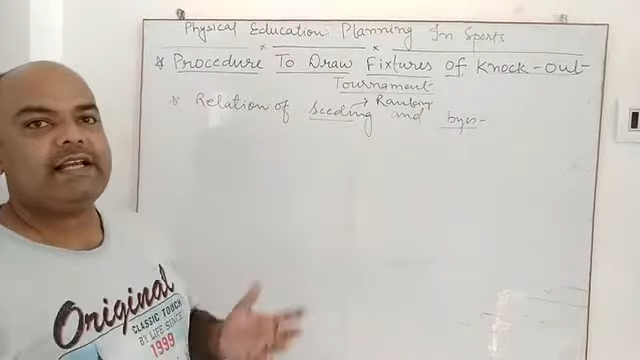 Physical Education Planning In Sports
* Procedure To Draw Fixtures Of Knock-Out-
Tournament-
* Relation of seeding and byes-
→ Ranking
Original
CLASSIC TOUCH
BY LIFE SINCE
1999